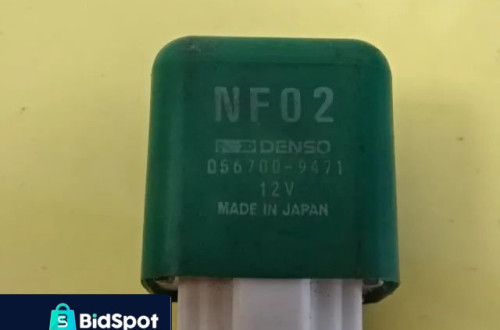 NF02
DENSO
056700-9471
12V
MADE IN JAPAN
S
BidSpot